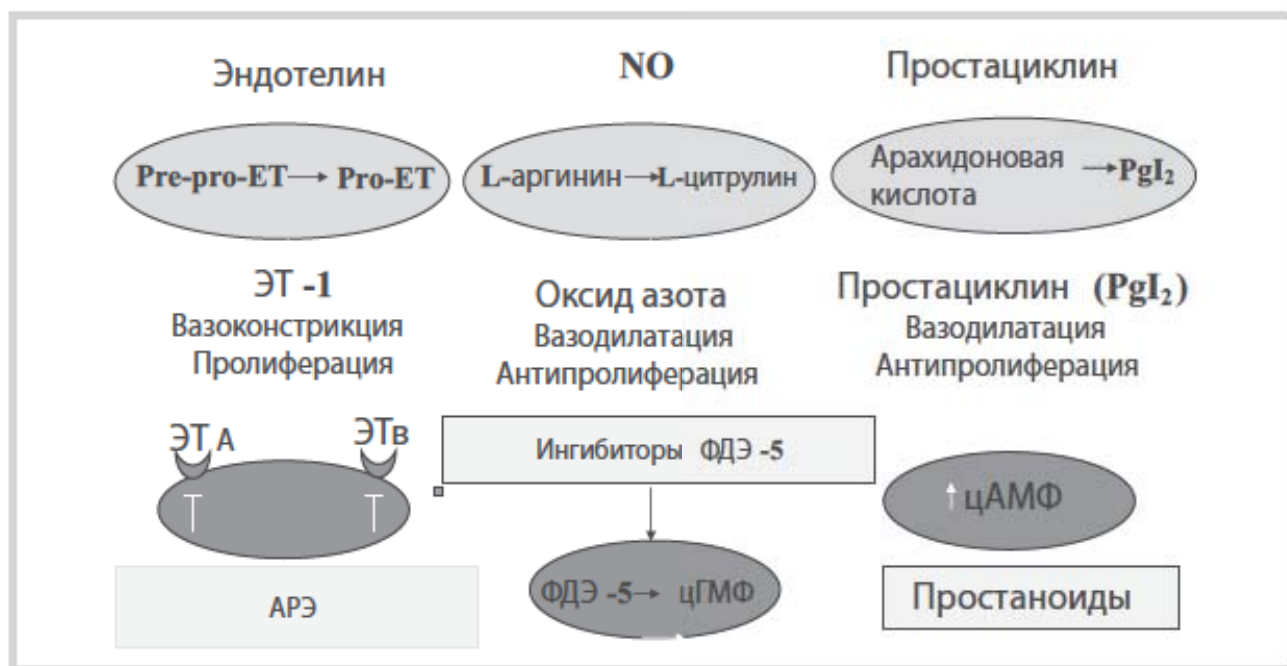 Эндотелин
NO
Простациклин
Pre-pro-ET → Pro-ET
L-аргинин → L-цитрулин
Арахидоновая
кислота
→ PgI₂
ЭТ -1
Вазоконстрикция
Пролиферация
Оксид азота
Вазодилатация
Антипролиферация
Простациклин (PgI₂)
Вазодилатация
Антипролиферация
ЭТ А
ЭТв
Ингибиторы ФДЭ -5
↑ цАМФ
АРЭ
ФДЭ -5→ цГМФ
Простаноиды